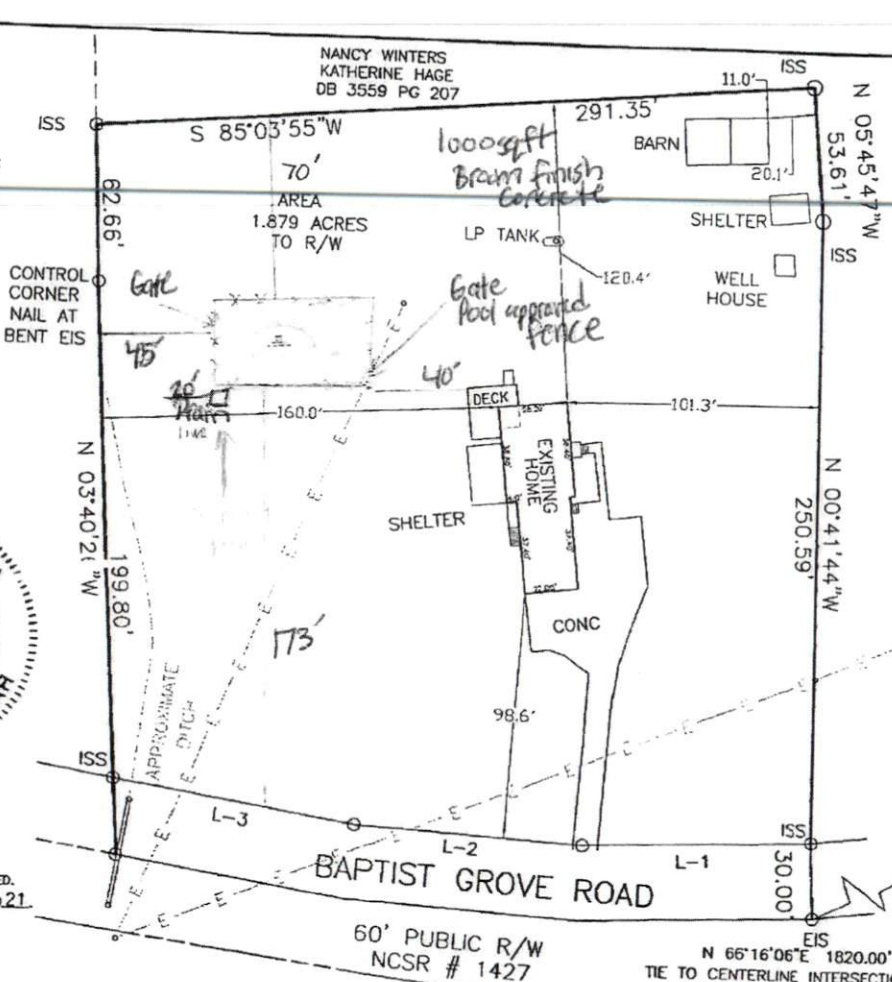 NANCY WINTERS
KATHERINE HAGE
DB 3559 PG 207
ISS
ISS
11.0'
N 05°45'47"W
53.61'
S 85°03'55"W
291.35'
1000sqft
Broom finish
Concrete
BARN
20.1'
70'
AREA
1.879 ACRES
TO R/W
62.66'
LP TANK
SHELTER
ISS
120.4'
WELL
HOUSE
CONTROL
CORNER
NAIL AT
BENT EIS
Gate
Gate
Pool approved
fence
45'
40'
20'
line
160.0'
DECK
101.3'
EXISTING
HOME
SHELTER
N 03°40'2 "W
199.80'
N 00°41'44"W
250.59'
173'
CONC
APPROXIMATE
DITCH
98.6'
E
E
E
E
E
E
E
E
E
E
E
E
E
ISS
L-3
L-2
L-1
ISS
30.00'
BAPTIST GROVE ROAD
60' PUBLIC R/W
NCSR # 1427
EIS
N 66°16'06"E 1820.00'
TIE TO CENTERLINE
ED.
21